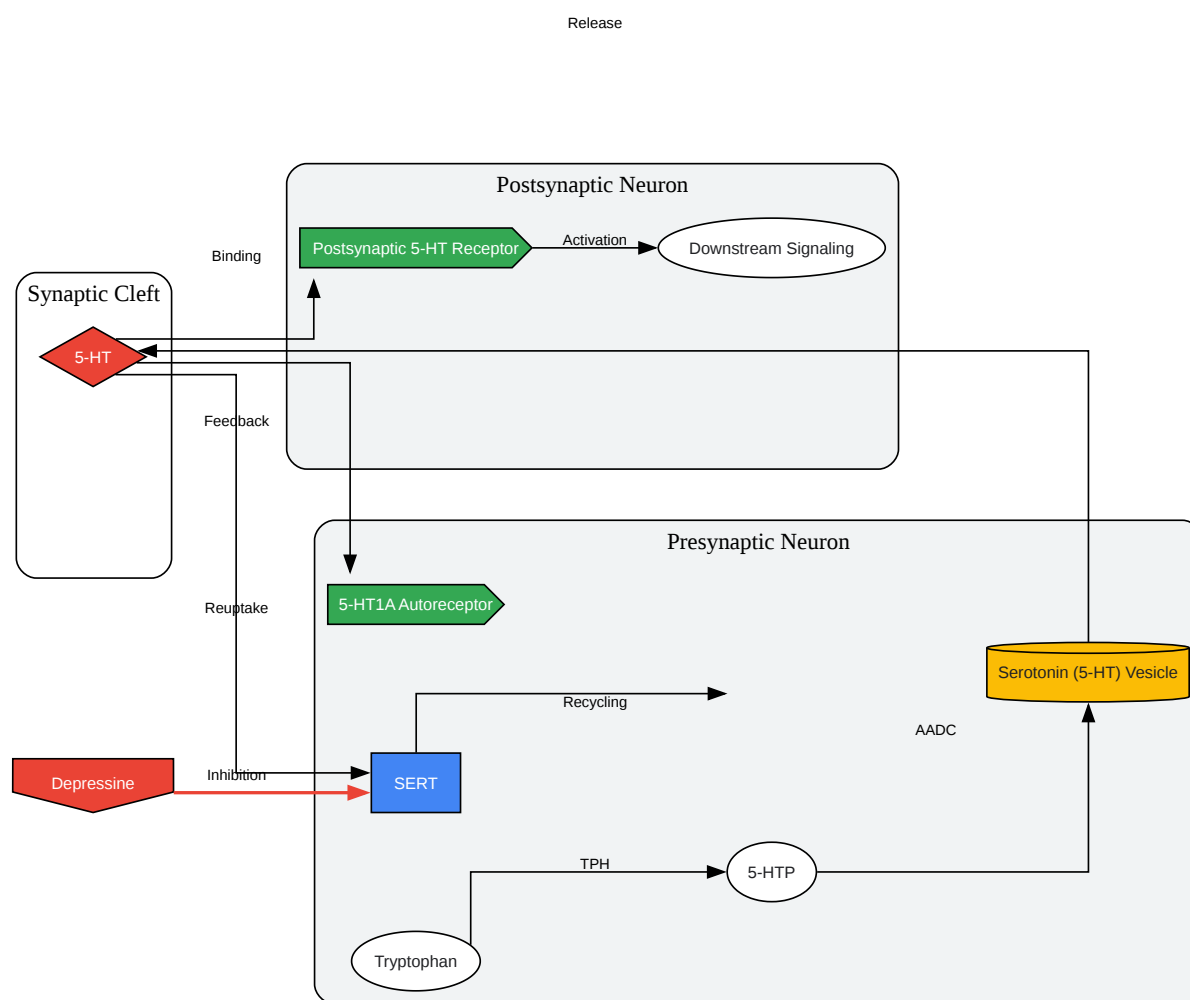 Release
Postsynaptic Neuron
Postsynaptic 5-HT Receptor
Activation
Downstream Signaling
Binding
Synaptic Cleft
5-HT
Feedback
Presynaptic Neuron
5-HT1A Autoreceptor
Reuptake
Serotonin (5-HT) Vesicle
Recycling
AADC
Inhibition
Depressine
SERT
TPH
5-HTP
Tryptophan